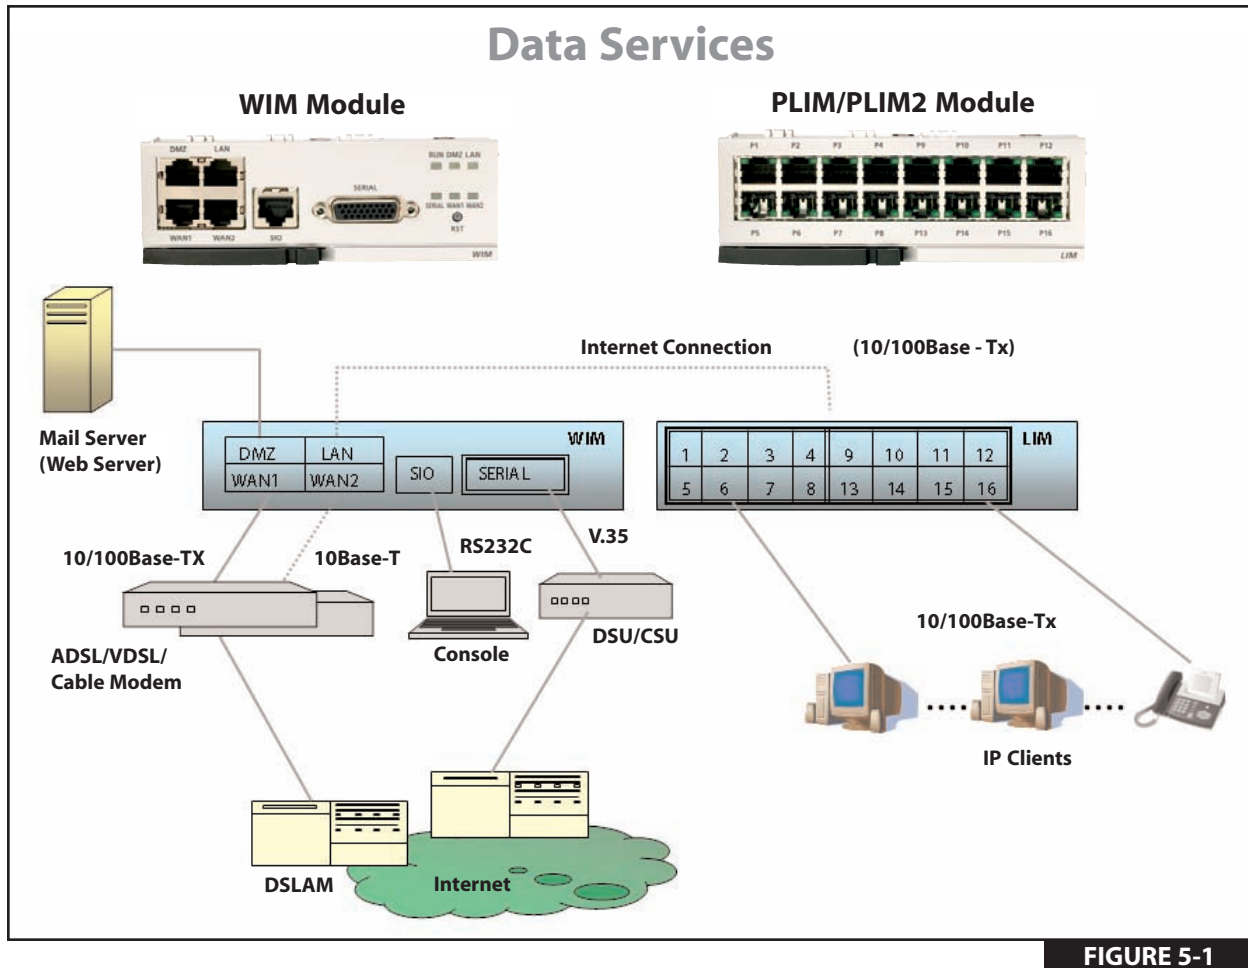 Data Services
WIM Module
PLIM/PLIM2 Module
DMZ LAN
RUN DMZ LAN
SERIAL
SERIAL WAN1 WAN2
RST
WAN1 WAN2 SIO
WIM
P1 P2 P3 P4 P9 P10 P11 P12
P5 P6 P7 P8 P13 P14 P15 P16
LIM
Internet Connection (10/100Base - Tx)
Mail Server
(Web Server)
WIM
DMZ LAN
WAN1 WAN2
SIO
SERIAL
LIM
1 2 3 4 9 10 11 12
5 6 7 8 13 14 15 16
10/100Base-TX
10Base-T
RS232C
V.35
ADSL/VDSL/
Cable Modem
Console
DSU/CSU
10/100Base-Tx
IP Clients
DSLAM
Internet
FIGURE 5-1